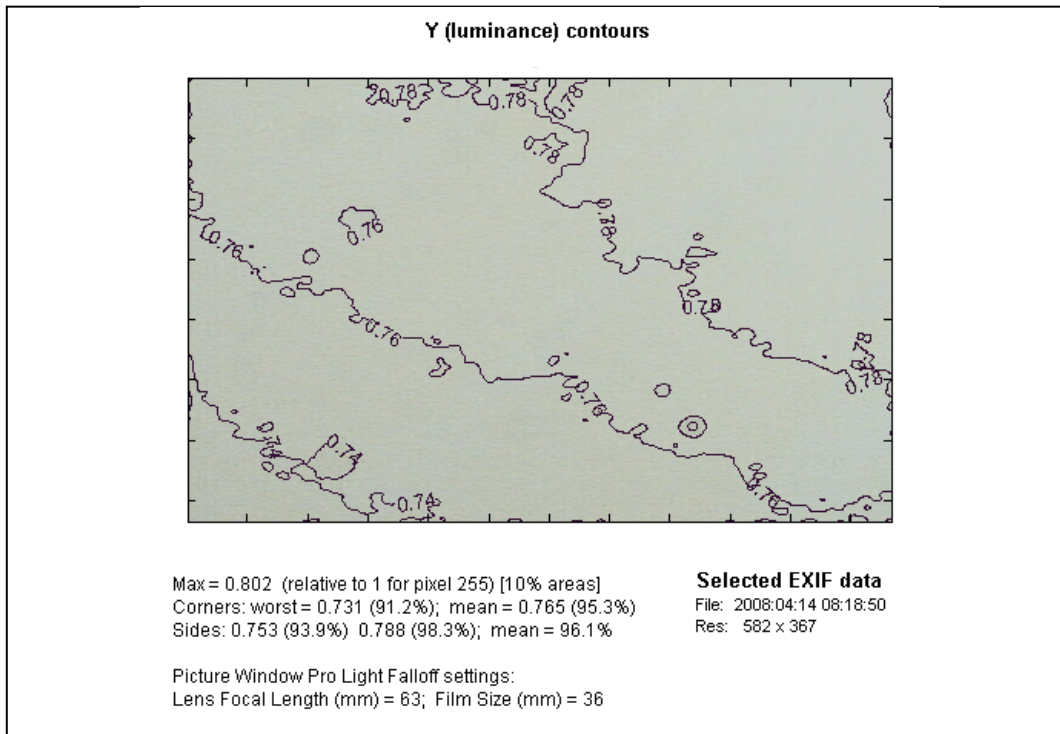 Y (luminance) contours
0.78 0.78 0.78
0.78
0.76 0.78
0.76
0.78
0.76 0.78
0.78
0.76
0.74 0.74
0.76
0.74
Max = 0.802 (relative to 1 for pixel 255) [10% areas]
Corners: worst = 0.731 (91.2%); mean = 0.765 (95.3%)
Sides: 0.753 (93.9%) 0.788 (98.3%); mean = 96.1%
Selected EXIF data
File: 2008:04:14 08:18:50
Res: 582 x 367
Picture Window Pro Light Falloff settings:
Lens Focal Length (mm) = 63; Film Size (mm) = 36